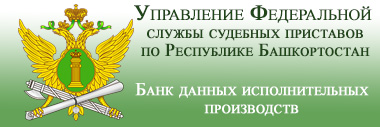 Управление Федеральной
службы судебных приставов
по Республике Башкортостан
Банк данных исполнительных
производств